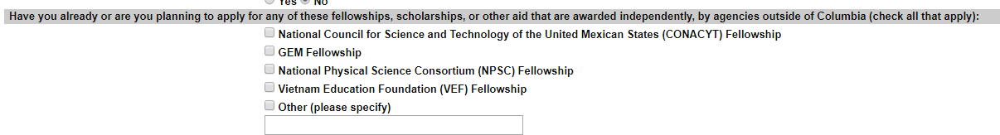 Yes No
Have you already or are you planning to apply for any of these fellowships, scholarships, or other aid that are awarded independently, by agencies outside of Columbia (check all that apply):
National Council for Science and Technology of the United Mexican States (CONACYT) Fellowship
GEM Fellowship
National Physical Science Consortium (NPSC) Fellowship
Vietnam Education Foundation (VEF) Fellowship
Other (please specify)